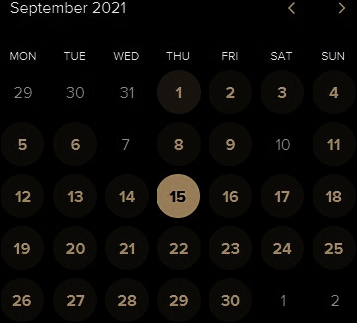 September 2021
MON TUE WED THU FRI SAT SUN
29 30 31 1 2 3 4
5 6 7 8 9 10 11
12 13 14 15 16 17 18
19 20 21 22 23 24 25
26 27 28 29 30 1 2